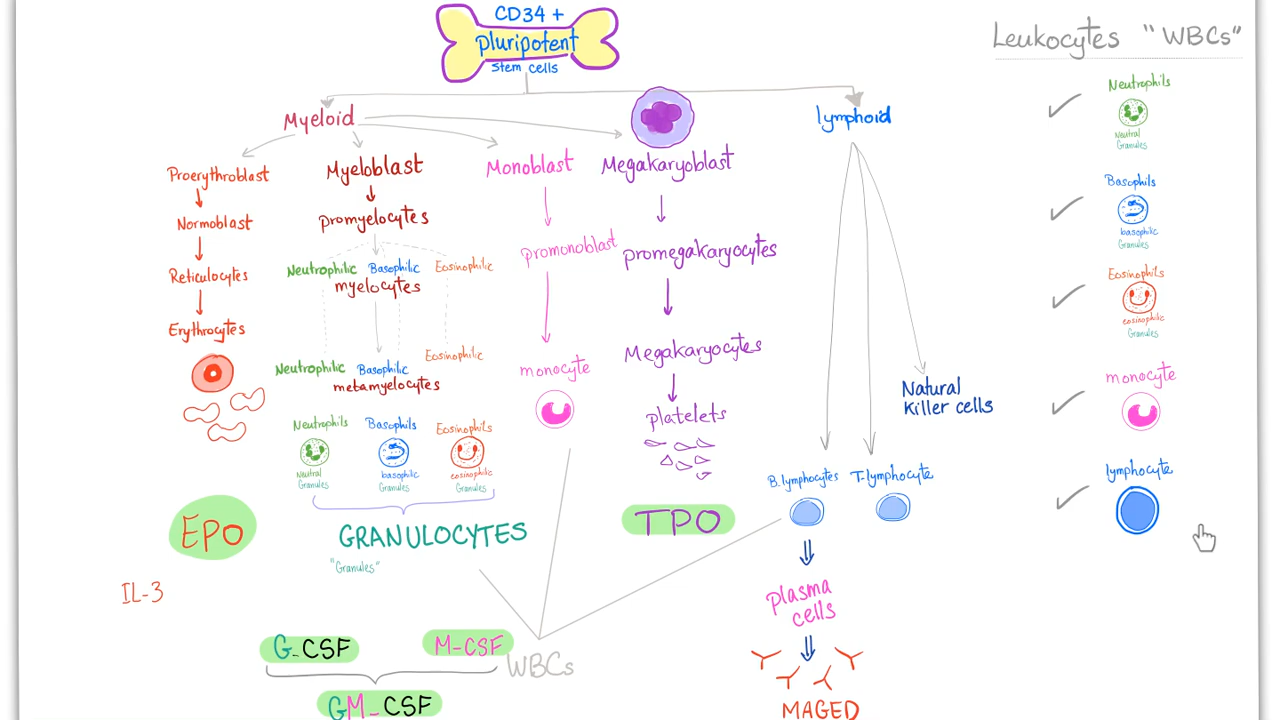 CD34 +
pluripotent
Stem cells
Leukocytes "WBCs"
Myeloid
lymphoid
Proerythroblast
Normoblast
Reticulocytes
Erythrocytes
EPO
IL-3
Myeloblast
promyelocytes
Neutrophilic Basophilic Eosinophilic
myelocytes
Neutrophilic Basophilic Eosinophilic
metamyelocytes
Neutrophils Basophils Eosinophils
Neutral Granules
basophilic Granules
eosinophilic Granules
GRANULOCYTES
"Granules"
G-CSF
M-CSF
GM-CSF
Monoblast
promonoblast
monocyte
WBCs
Megakaryoblast
promegakaryocytes
Megakaryocytes
platelets
TPO
Natural
Killer cells
B.lymphocytes T-lymphocyte
plasma
cells
MAGED
Neutrophils
Neutral
Granules
Basophils
basophilic
Granules
Eosinophils
eosinophilic
Granules
monocyte
lymphocyte